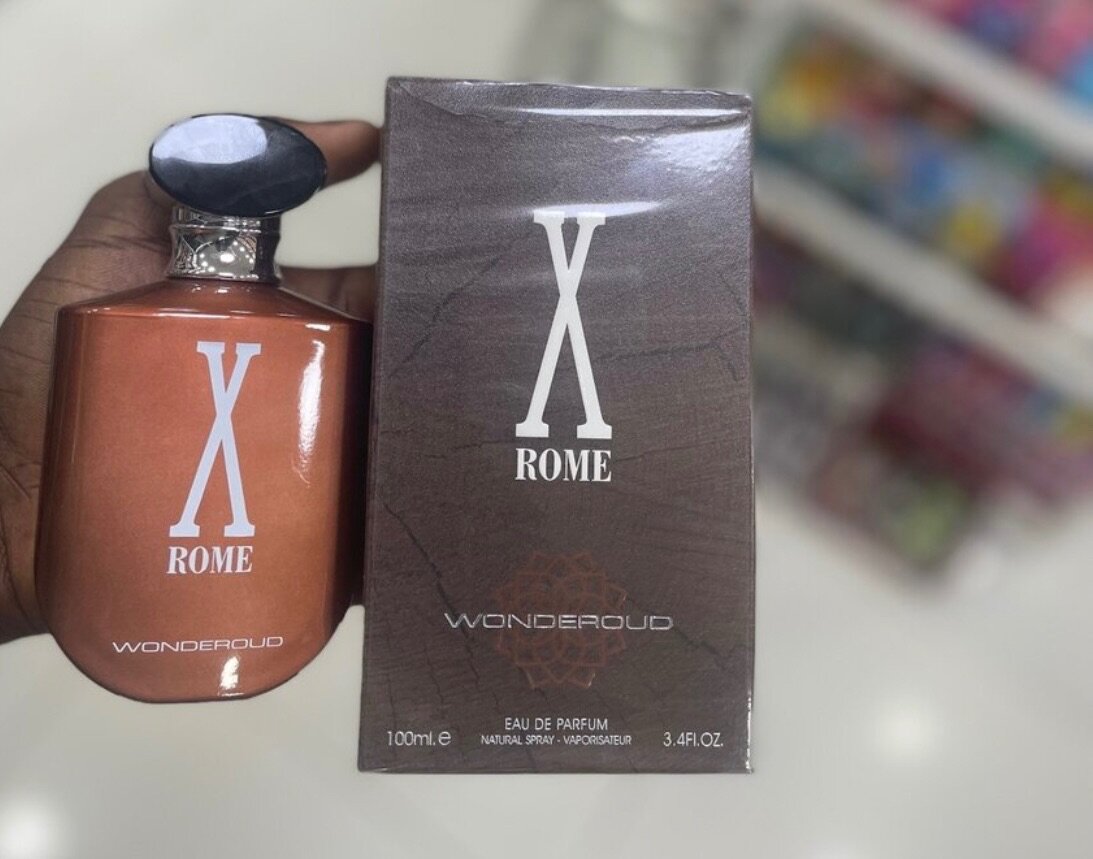 X
ROME
WONDEROUD
X
ROME
WONDEROUD
EAU DE PARFUM
100ml.e NATURAL SPRAY - VAPORISATEUR 3.4Fl.OZ.